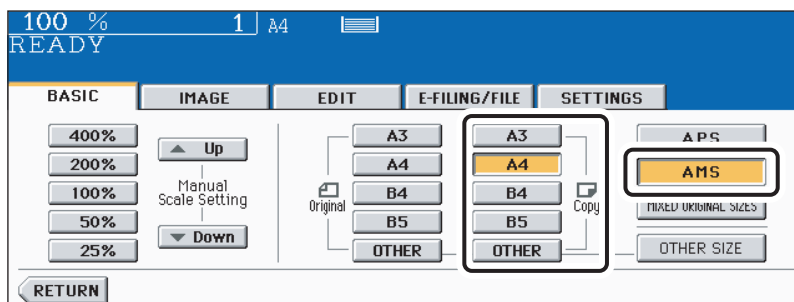 100 % 1 A4
READY
BASIC IMAGE EDIT E-FILING/FILE SETTINGS
400%
200%
100%
50%
25%
Up
Manual
Scale Setting
Down
Original
A3
A4
B4
B5
OTHER
A3
A4
B4
B5
OTHER
Copy
APS
AMS
MIXED ORIGINAL SIZES
OTHER SIZE
RETURN